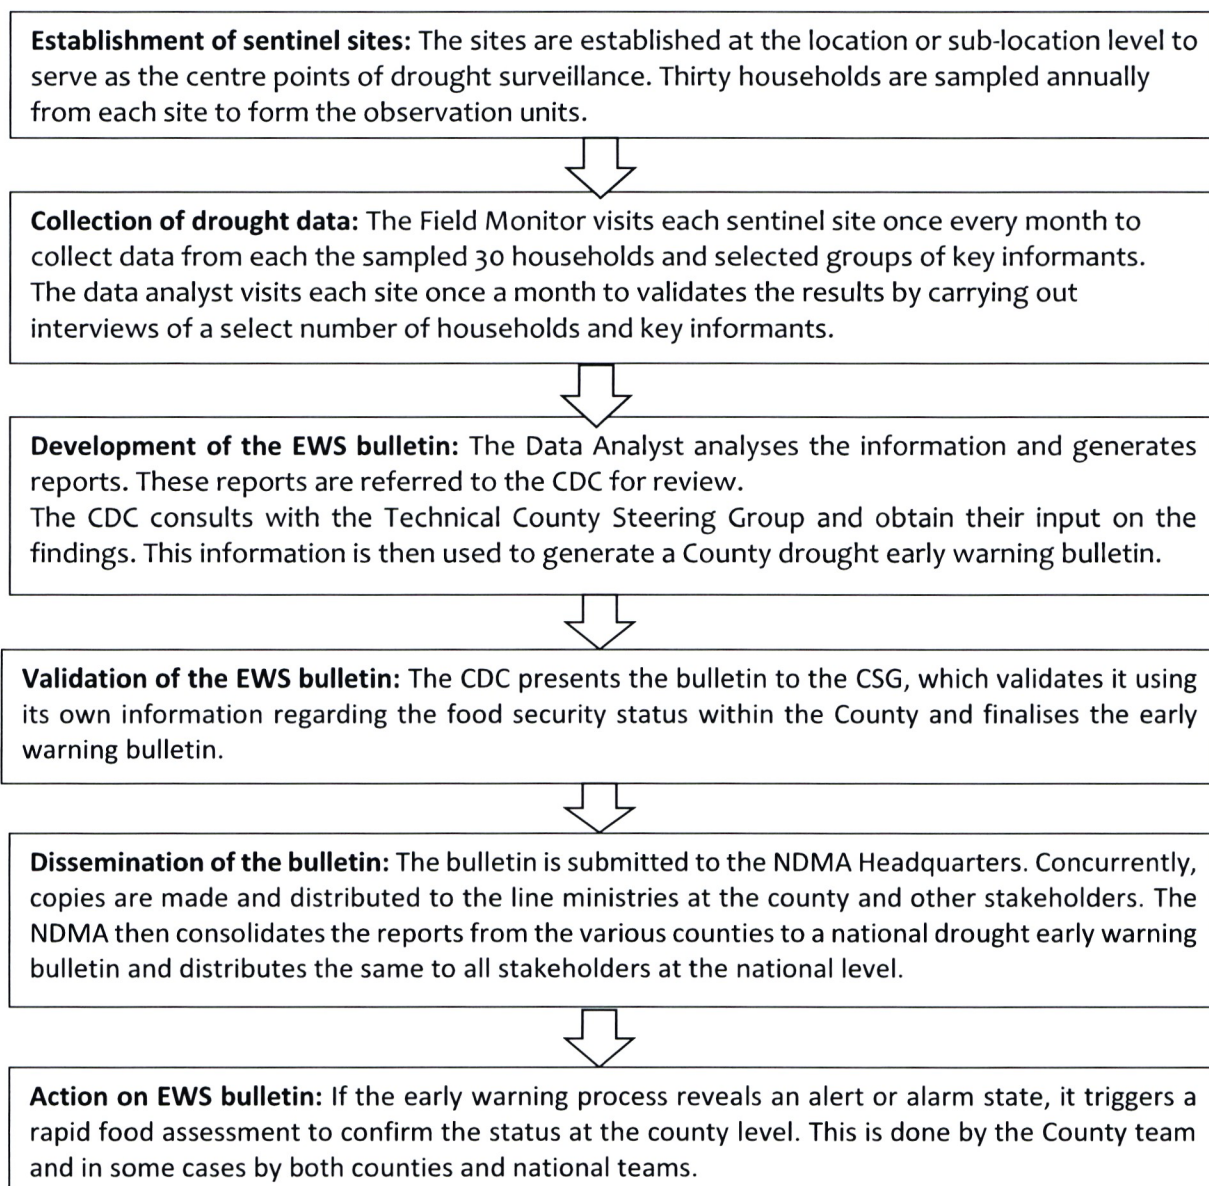 Establishment of sentinel sites: The sites are established at the location or sub-location level to
serve as the centre points of drought surveillance. Thirty households are sampled annually
from each site to form the observation units.
Collection of drought data: The Field Monitor visits each sentinel site once every month to
collect data from each the sampled 30 households and selected groups of key informants.
The data analyst visits each site once a month to validates the results by carrying out
interviews of a select number of households and key informants.
Development of the EWS bulletin: The Data Analyst analyses the information and generates
reports. These reports are referred to the CDC for review.
The CDC consults with the Technical County Steering Group and obtain their input on the
findings. This information is then used to generate a County drought early warning bulletin.
Validation of the EWS bulletin: The CDC presents the bulletin to the CSG, which validates it using
its own information regarding the food security status within the County and finalises the early
warning bulletin.
Dissemination of the bulletin: The bulletin is submitted to the NDMA Headquarters. Concurrently,
copies are made and distributed to the line ministries at the county and other stakeholders. The
NDMA then consolidates the reports from the various counties to a national drought early warning
bulletin and distributes the same to all stakeholders at the national level.
Action on EWS bulletin: If the early warning process reveals an alert or alarm state, it triggers a
rapid food assessment to confirm the status at the county level. This is done by the County team
and in some cases by both counties and national teams.